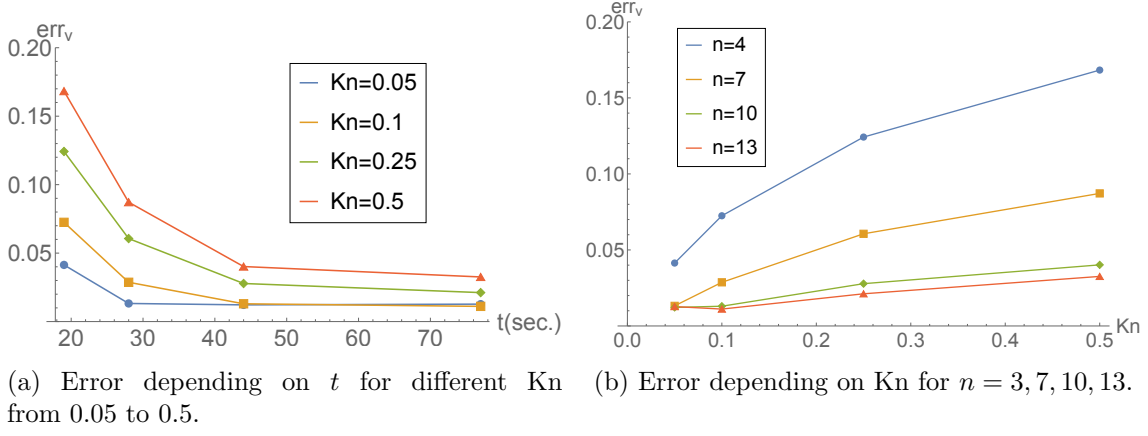 err_v
0.20
0.15
0.10
0.05
20 30 40 50 60 70 t(sec.)
Kn=0.05
Kn=0.1
Kn=0.25
Kn=0.5
(a) Error depending on t for different Kn
from 0.05 to 0.5.
err_v
0.20
0.15
0.10
0.05
0.0 0.1 0.2 0.3 0.4 0.5 Kn
n=4
n=7
n=10
n=13
(b) Error depending on Kn for n = 3, 7, 10, 13.